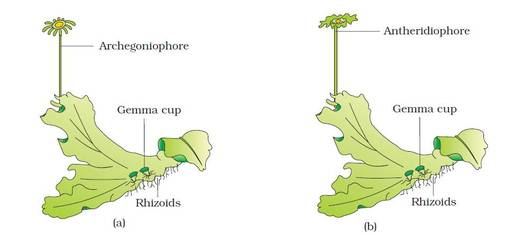 Archegoniophore
Gemma cup
Rhizoids
(a)
Antheridiophore
Gemma cup
Rhizoids
(b)